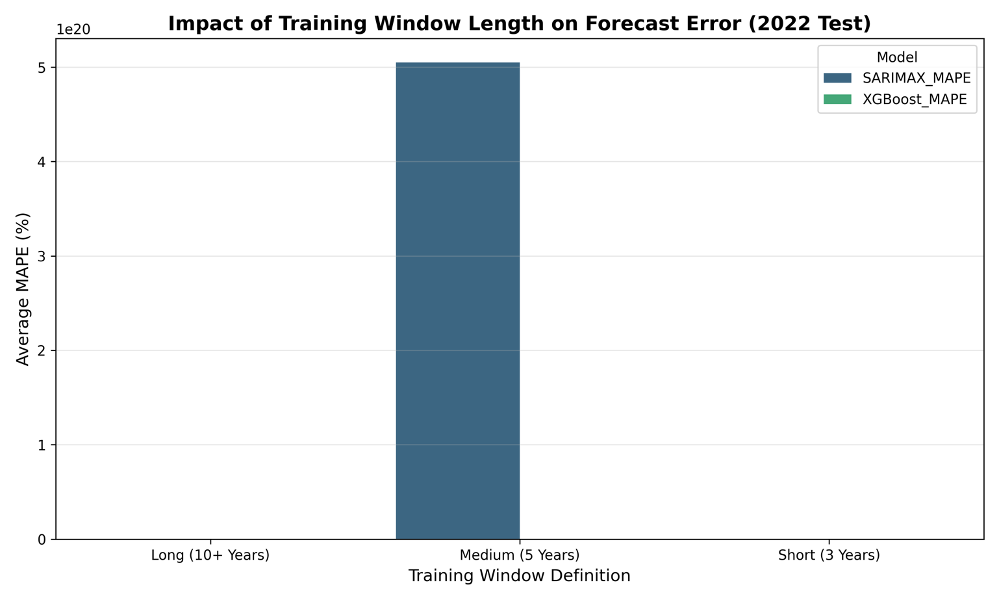 Impact of Training Window Length on Forecast Error (2022 Test)
1e20
Model
SARIMAX_MAPE
XGBoost_MAPE
Average MAPE (%)
5
4
3
2
1
0
Long (10+ Years)
Medium (5 Years)
Short (3 Years)
Training Window Definition